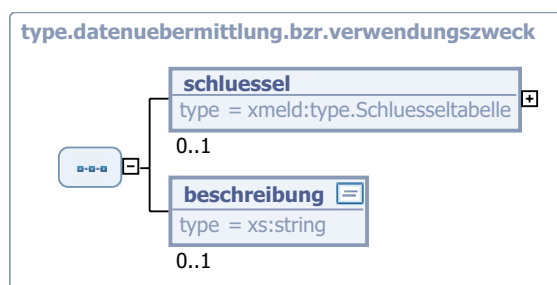 type.datenuebermittlung.bzr.verwendungszweck
schluessel
type = xmeld:type.Schluesseltabelle
0..1
beschreibung
type = xs:string
0..1